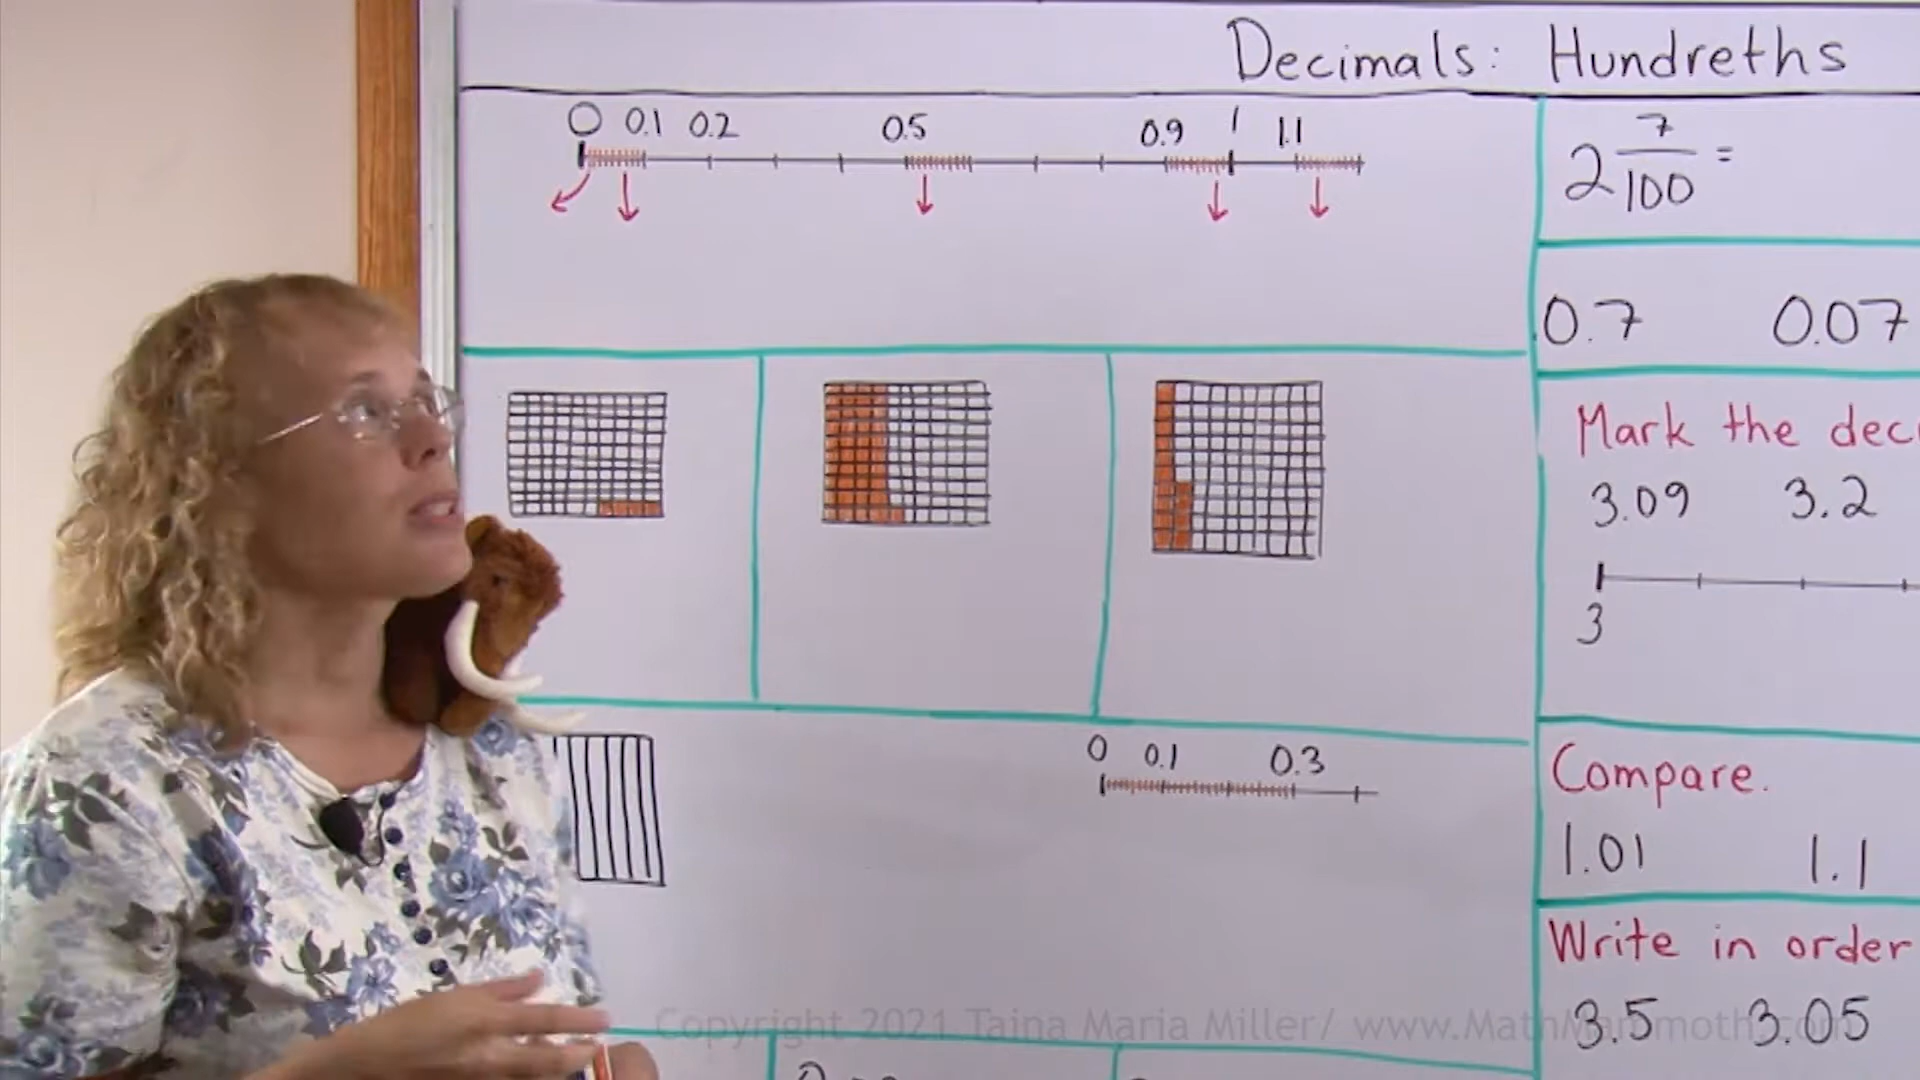 Decimals: Hundreths
0 0.1 0.2 0.5 0.9 1 1.1
2 7/100 =
0.7 0.07
Mark the dec
3.09 3.2
3
0 0.1 0.3
Compare.
1.01 1.1
Write in order
3.5 3.05
Copyright 2021 Taina Maria Miller/ www.MathMammoth.com